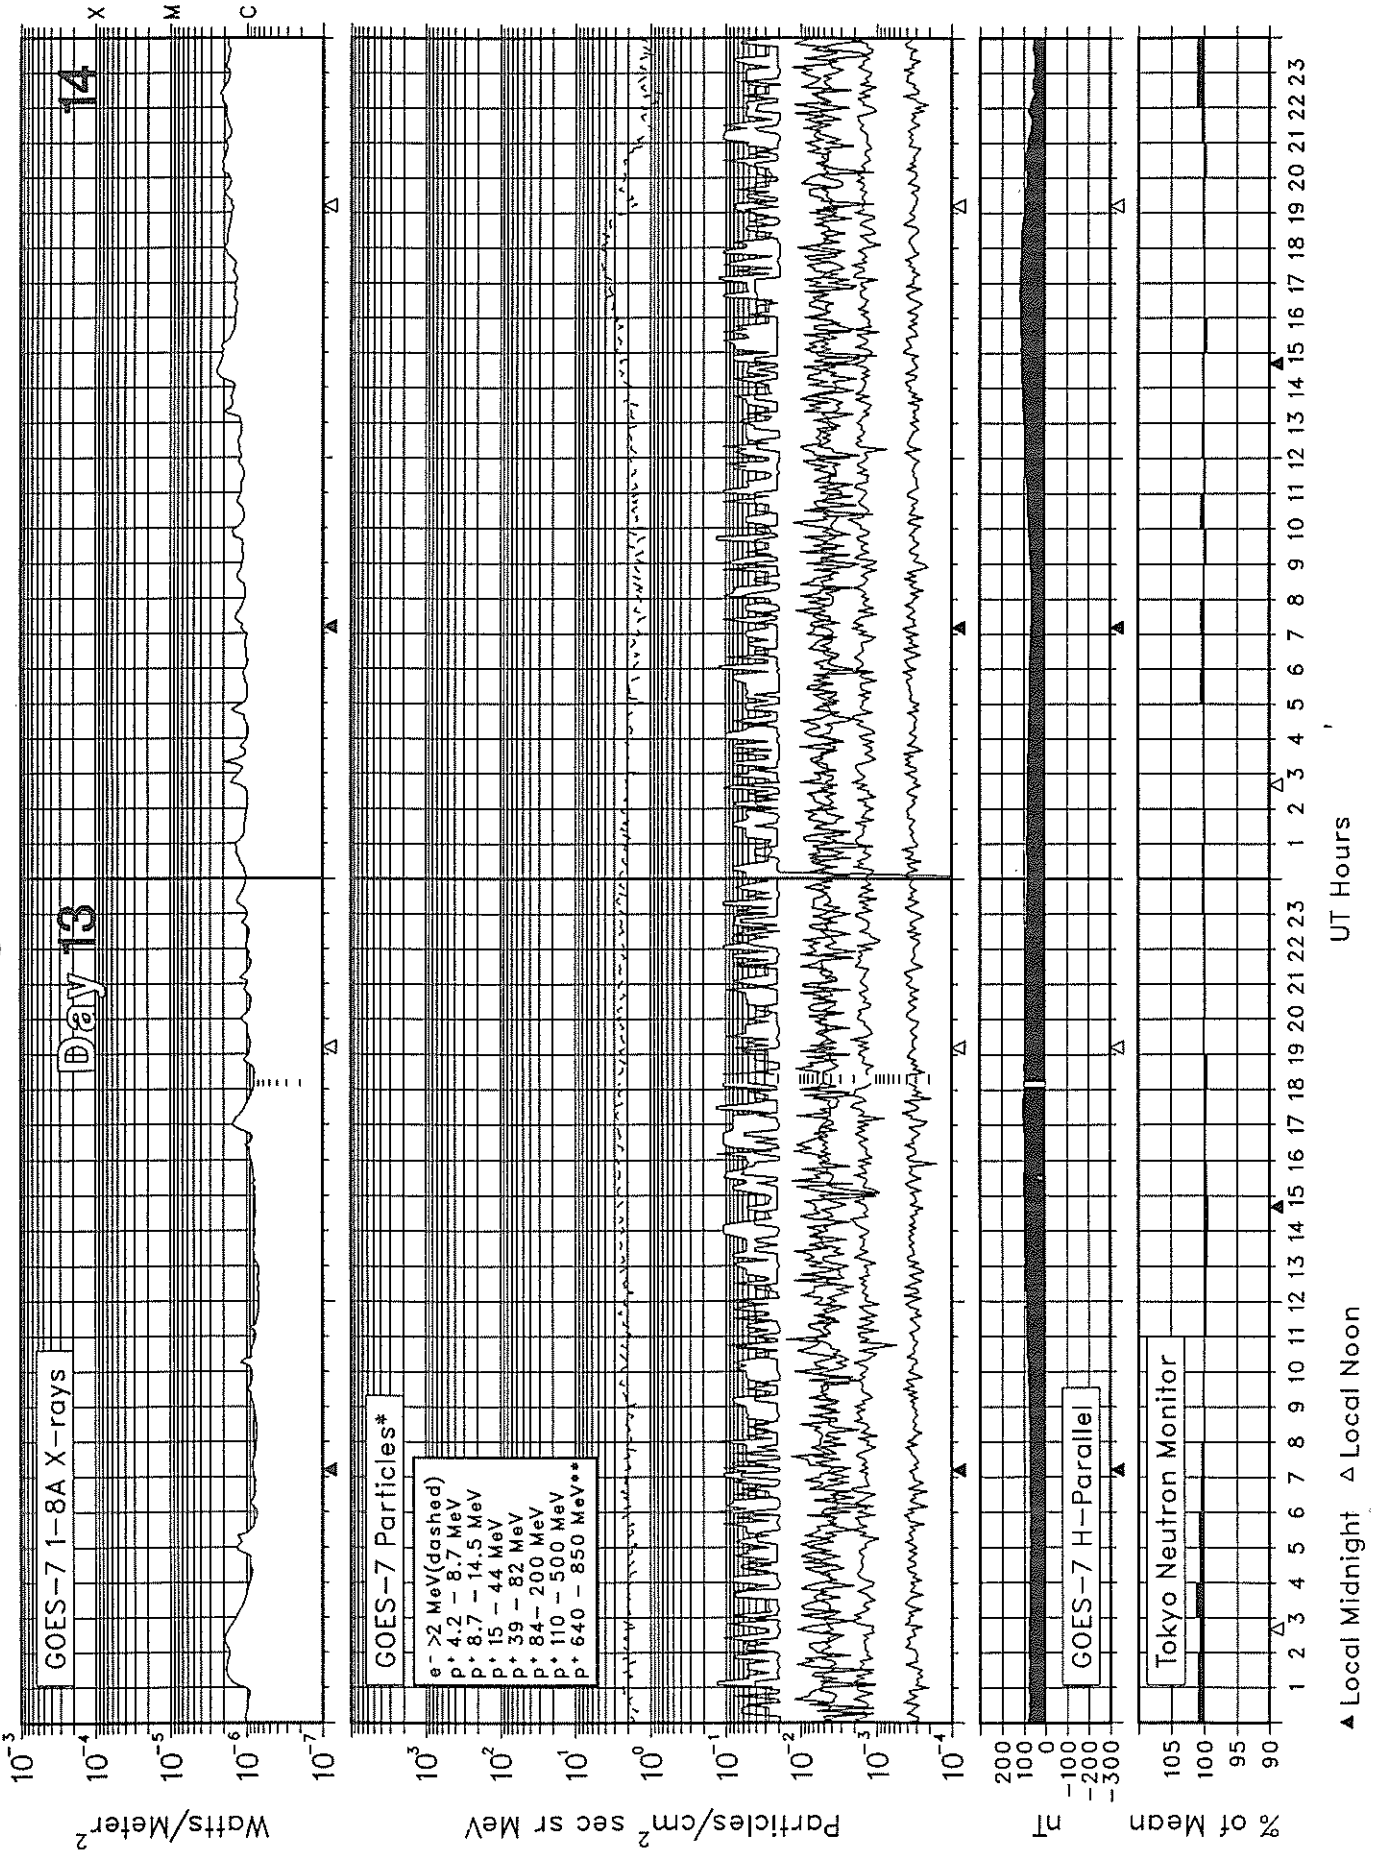 Day 13
14
GOES-7 1-8A X-rays
10⁻³
10⁻⁴
10⁻⁵
10⁻⁶
10⁻⁷
Watts/Meter²
X
M
C
GOES-7 Particles*
e⁻ >2 MeV(dashed)
p⁺ 4.2 - 8.7 MeV
p⁺ 8.7 - 14.5 MeV
p⁺ 15 - 44 MeV
p⁺ 39 - 82 MeV
p⁺ 84 - 200 MeV
p⁺ 110 - 500 MeV
p⁺ 640 - 850 MeV**
10³
10²
10¹
10⁰
10⁻¹
10⁻²
10⁻³
10⁻⁴
Particles/cm² sec sr MeV
GOES-7 H-Parallel
200
100
0
-100
-200
-300
nT
Tokyo Neutron Monitor
105
100
95
90
% of Mean
1 2 3 4 5 6 7 8 9 10 11 12 13 14 15 16 17 18 19 20 21 22 23 1 2 3 4 5 6 7 8 9 10 11 12 13 14 15 16 17 18 19 20 21 22 23
UT Hours
▲ Local Midnight △ Local Noon